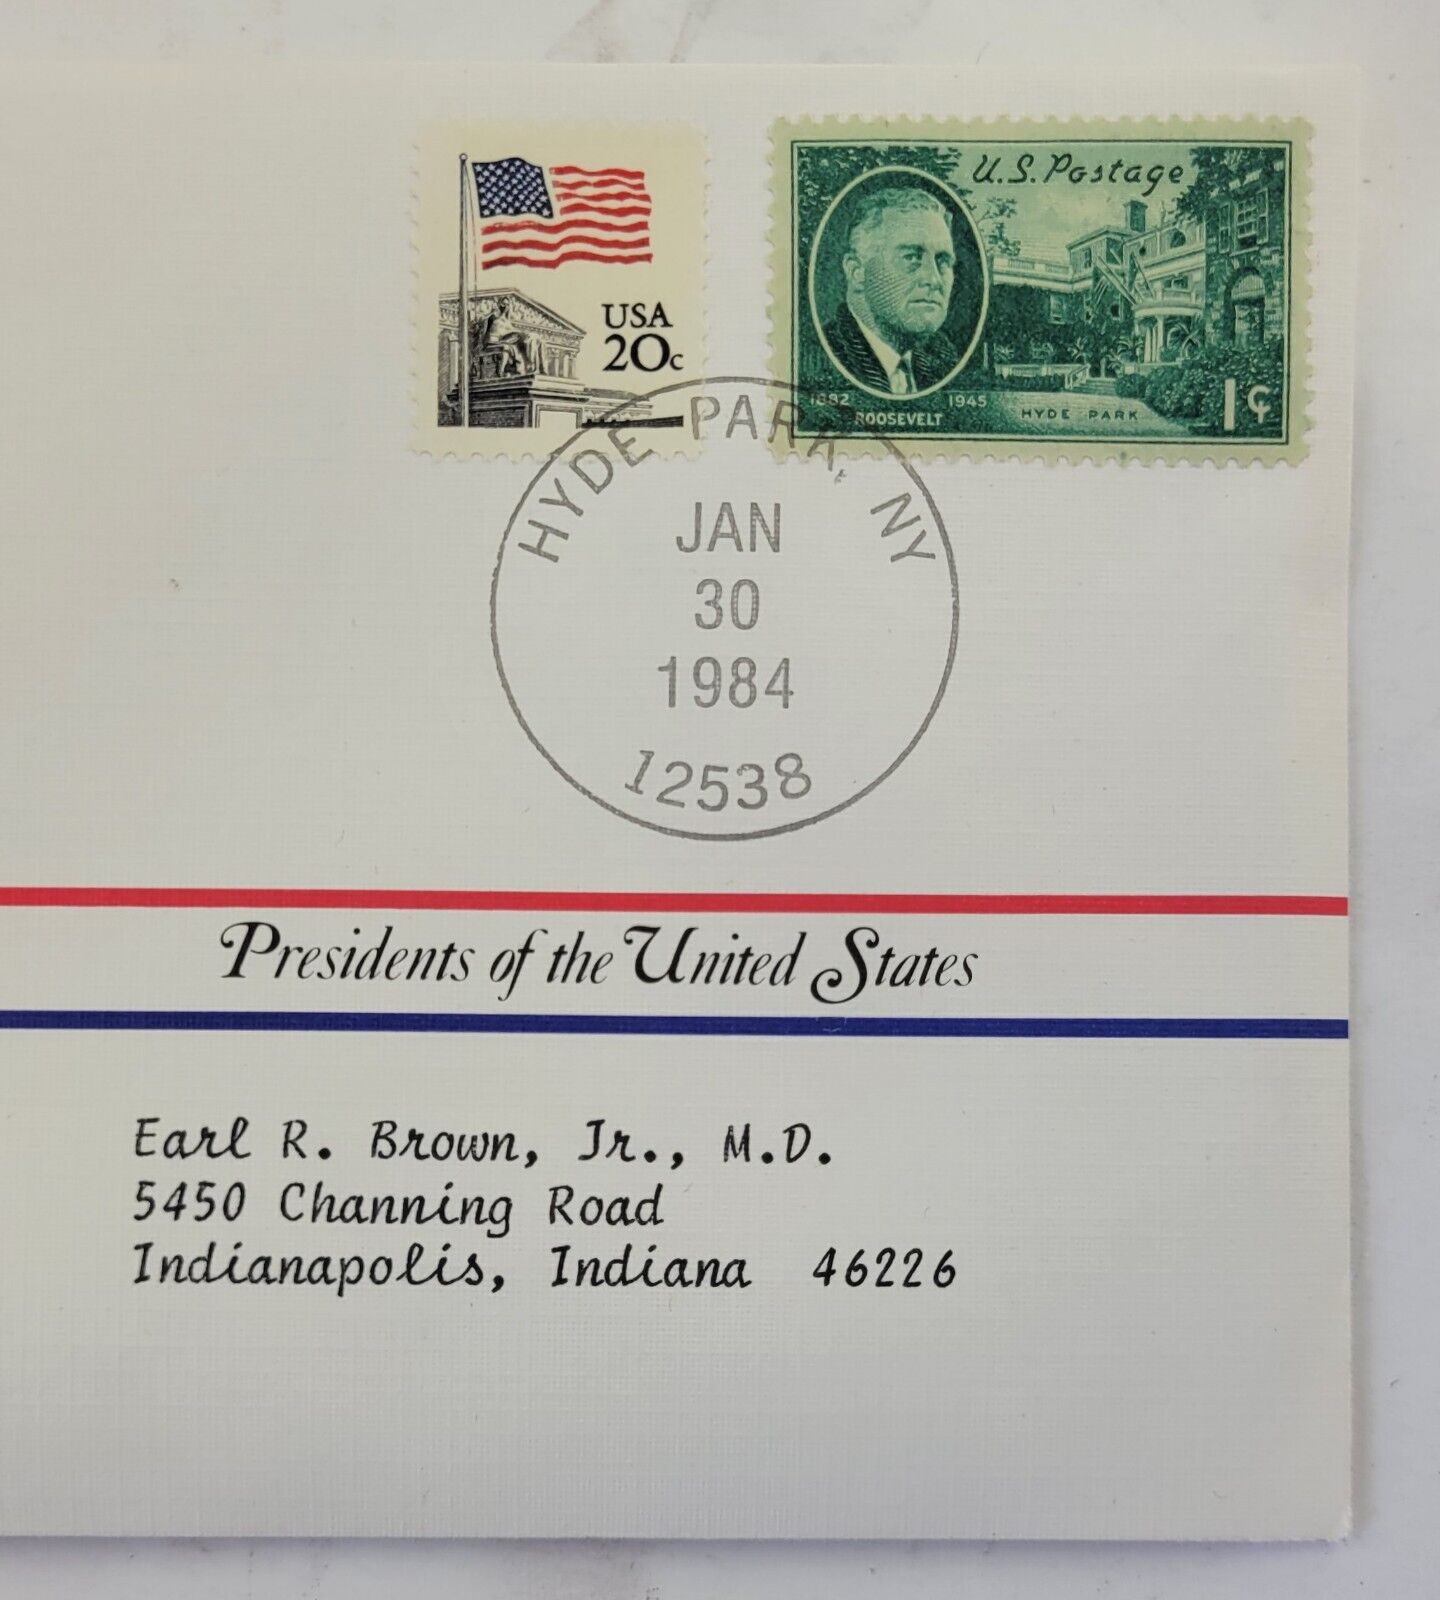 USA
20c
U.S. Postage
1882 1945
ROOSEVELT HYDE PARK 1¢
HYDE PARK, NY
JAN
30
1984
12538
Presidents of the United States
Earl R. Brown, Jr., M.D.
5450 Channing Road
Indianapolis, Indiana 46226